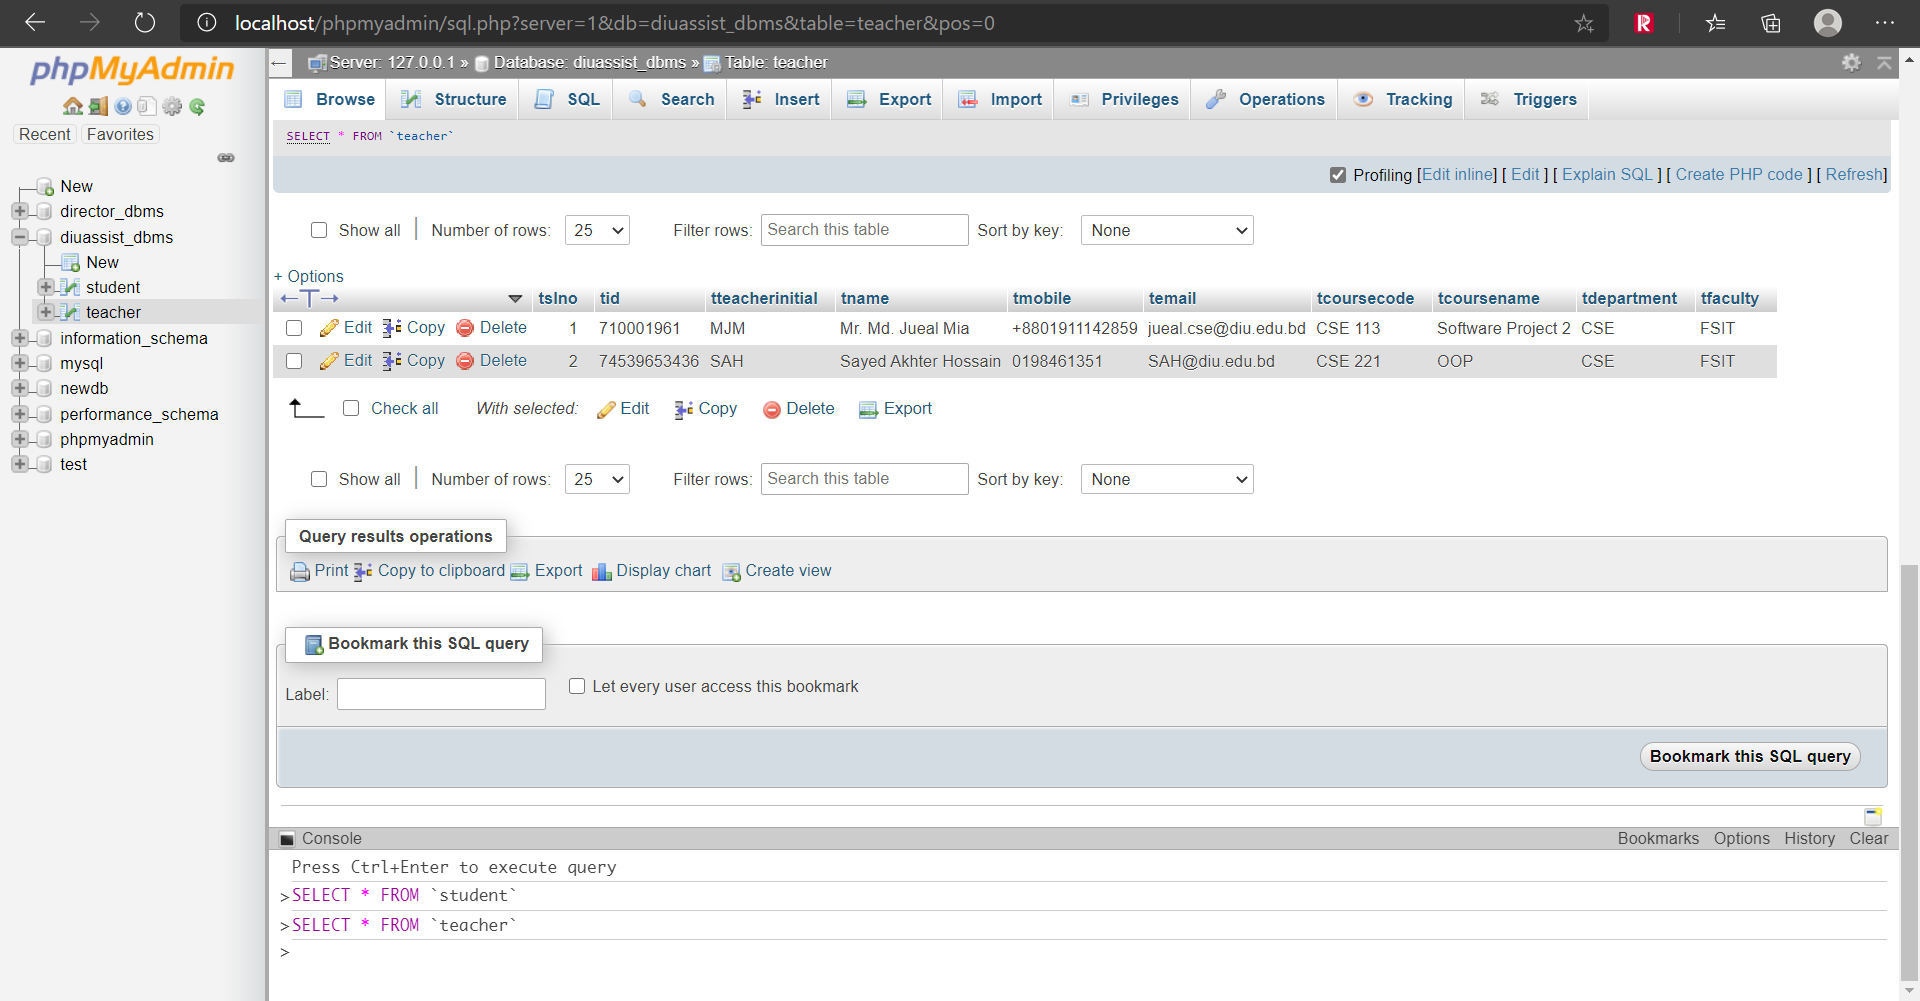 localhost/phpmyadmin/sql.php?server=1&db=diuassist_dbms&table=teacher&pos=0
phpMyAdmin
Recent Favorites
New
director_dbms
diuassist_dbms
New
student
teacher
information_schema
mysql
newdb
performance_schema
phpmyadmin
test
Server: 127.0.0.1 » Database: diuassist_dbms » Table: teacher
Browse Structure SQL Search Insert Export Import Privileges Operations Tracking Triggers
SELECT * FROM `teacher`
Profiling [Edit inline] [ Edit ] [ Explain SQL ] [ Create PHP code ] [ Refresh]
Show all | Number of rows: 25 Filter rows: Search this table Sort by key: None
+ Options
←T→ tslno tid tteacherinitial tname tmobile temail tcoursecode tcoursename tdepartment tfaculty
Edit Copy Delete 1 710001961 MJM Mr. Md. Jueal Mia +8801911142859 jueal.cse@diu.edu.bd CSE 113 Software Project 2 CSE FSIT
Edit Copy Delete 2 74539653436 SAH Sayed Akhter Hossain 0198461351 SAH@diu.edu.bd CSE 221 OOP CSE FSIT
Check all With selected: Edit Copy Delete Export
Show all | Number of rows: 25 Filter rows: Search this table Sort by key: None
Query results operations
Print Copy to clipboard Export Display chart Create view
Bookmark this SQL query
Label: Let every user access this bookmark
Bookmark this SQL query
Console Bookmarks Options History Clear
Press Ctrl+Enter to execute query
>SELECT * FROM `student`
>SELECT * FROM `teacher`
>